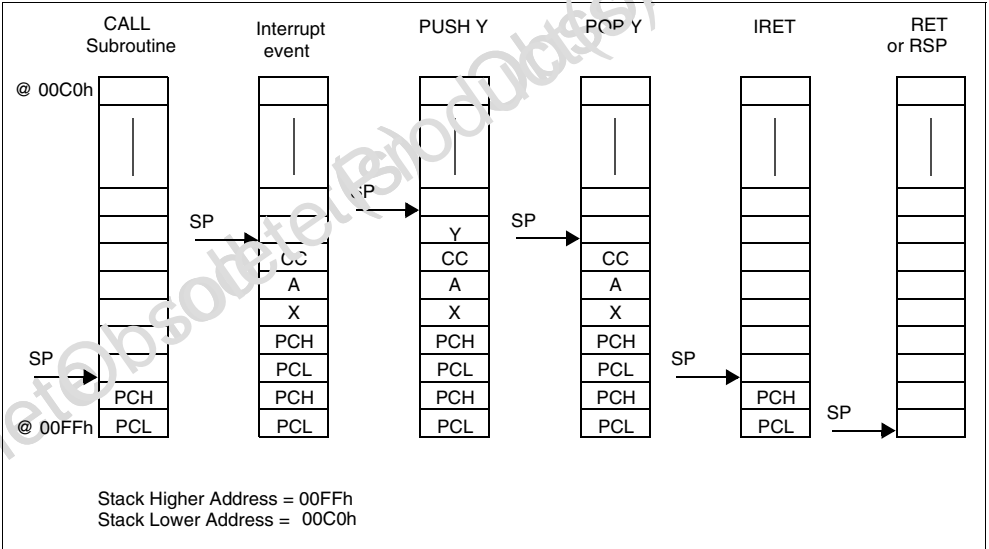 CALL
Subroutine
Interrupt
event
PUSH Y
POP Y
IRET
RET
or RSP
@ 00C0h
SP
SP
SP
Y
CC
CC
CC
A
A
A
X
X
X
PCH
PCH
PCH
SP
SP
PCL
PCL
PCL
PCH
PCH
PCH
PCH
PCH
SP
@ 00FFh
PCL
PCL
PCL
PCL
PCL
Stack Higher Address = 00FFh
Stack Lower Address = 00C0h